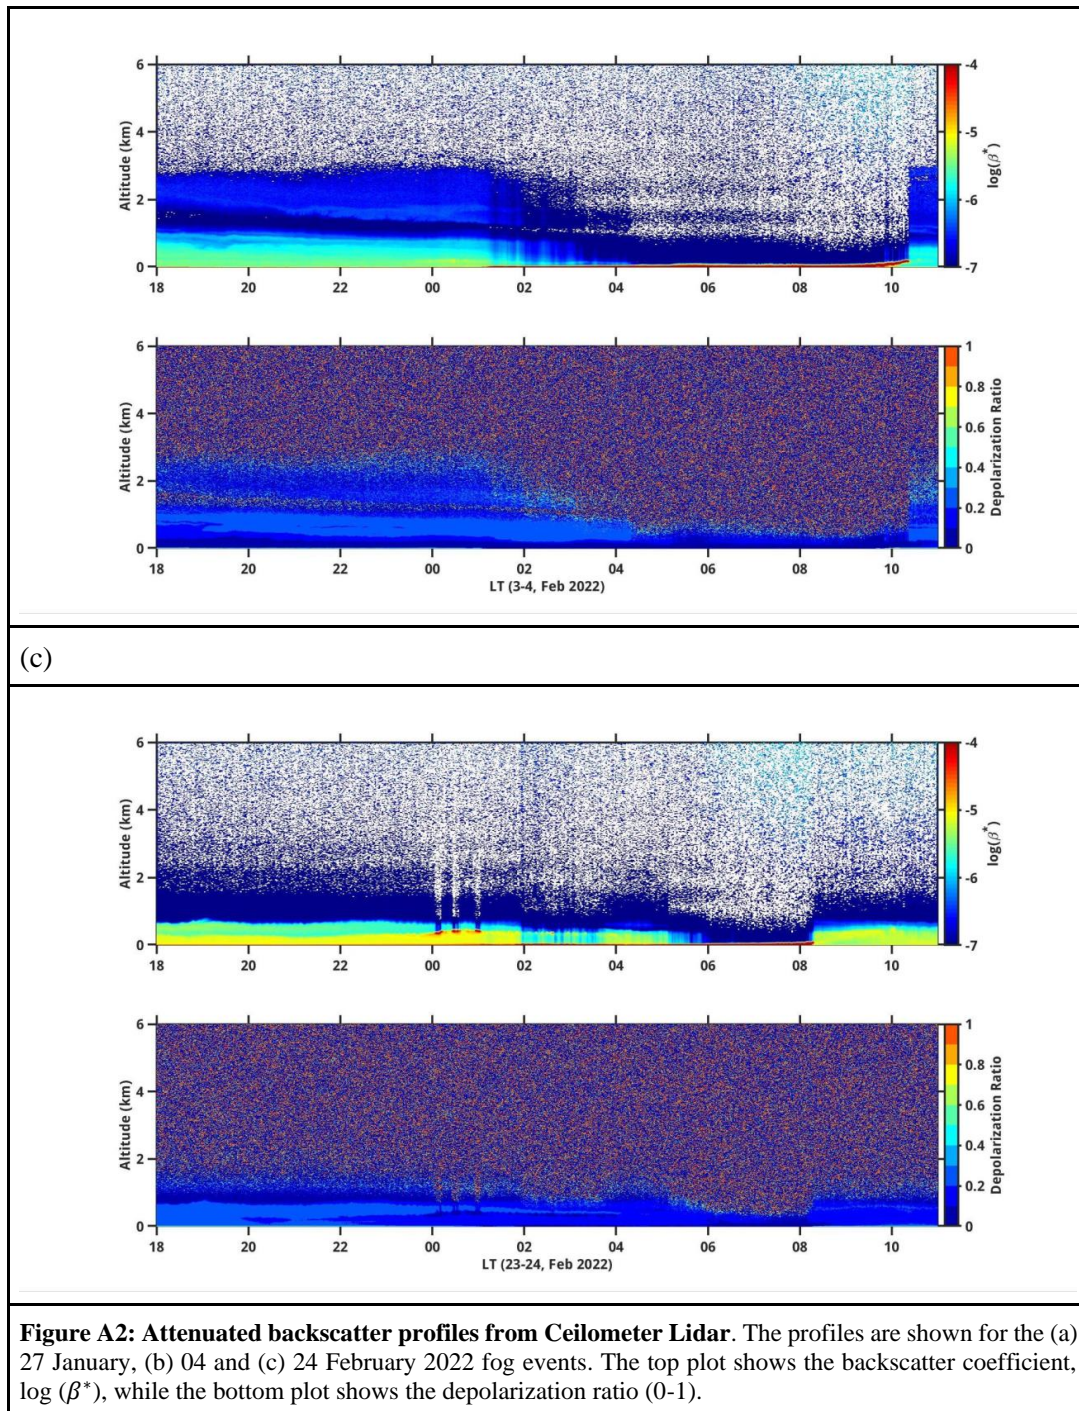 6
4
2
0
Altitude (km)
18 20 22 00 02 04 06 08 10
-4
-5
-6
-7
log(β*)
6
4
2
0
Altitude (km)
18 20 22 00 02 04 06 08 10
LT (3-4, Feb 2022)
1
0.8
0.6
0.4
0.2
0
Depolarization Ratio
(c)
6
4
2
0
Altitude (km)
18 20 22 00 02 04 06 08 10
-4
-5
-6
-7
log(β*)
6
4
2
0
Altitude (km)
18 20 22 00 02 04 06 08 10
LT (23-24, Feb 2022)
1
0.8
0.6
0.4
0.2
0
Depolarization Ratio
Figure A2: Attenuated backscatter profiles from Ceilometer Lidar. The profiles are shown for the (a)
27 January, (b) 04 and (c) 24 February 2022 fog events. The top plot shows the backscatter coefficient,
log (β*), while the bottom plot shows the depolarization ratio (0-1).